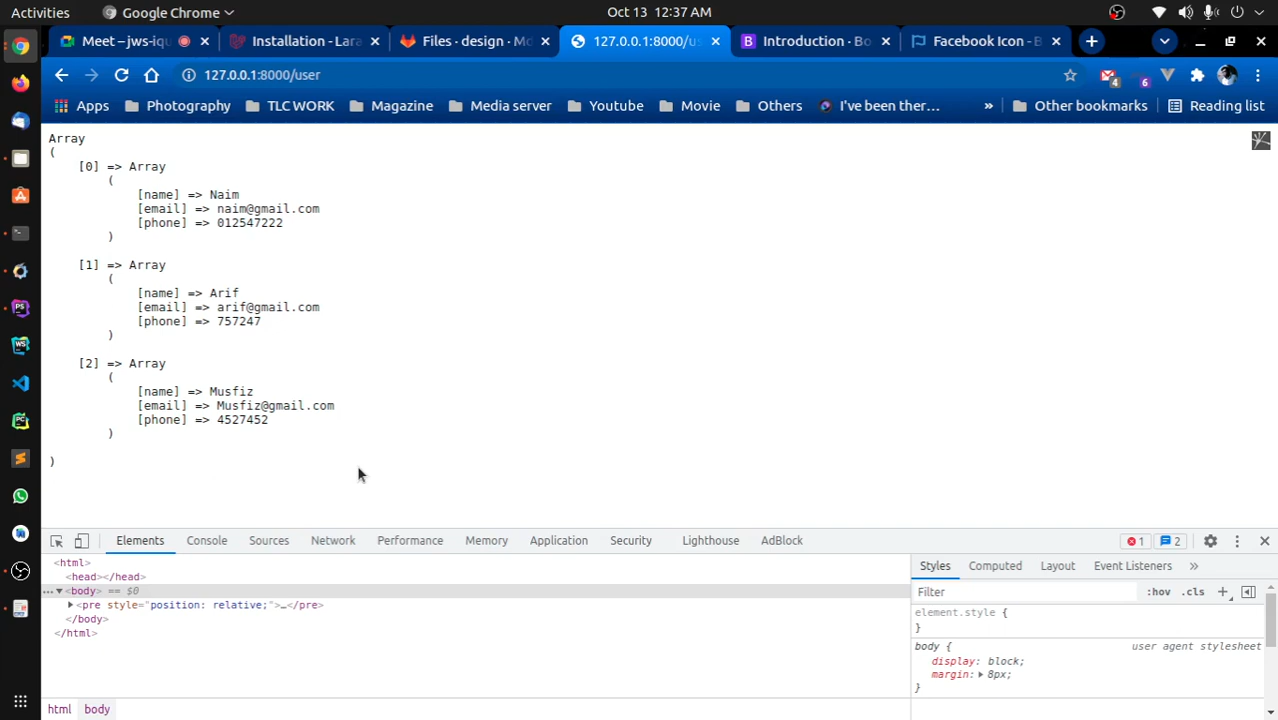 Activities Google Chrome Oct 13 12:37 AM
Meet – jws-iqu Installation - Lara Files · design · Mo 127.0.0.1:8000/us Introduction · Bo Facebook Icon - B
127.0.0.1:8000/user 4 6
Apps Photography TLC WORK Magazine Media server Youtube Movie Others I've been ther... » Other bookmarks Reading list
Array
(
[0] => Array
(
[name] => Naim
[email] => naim@gmail.com
[phone] => 012547222
)
[1] => Array
(
[name] => Arif
[email] => arif@gmail.com
[phone] => 757247
)
[2] => Array
(
[name] => Musfiz
[email] => Musfiz@gmail.com
[phone] => 4527452
)
)
Elements Console Sources Network Performance Memory Application Security Lighthouse AdBlock 1 2
<html>
<head></head>
<body> == $0
<pre style="position: relative;">…</pre>
</body>
</html>
html body
Styles Computed Layout Event Listeners »
Filter :hov .cls +
element.style {
}
body { user agent stylesheet
display: block;
margin: 8px;
}